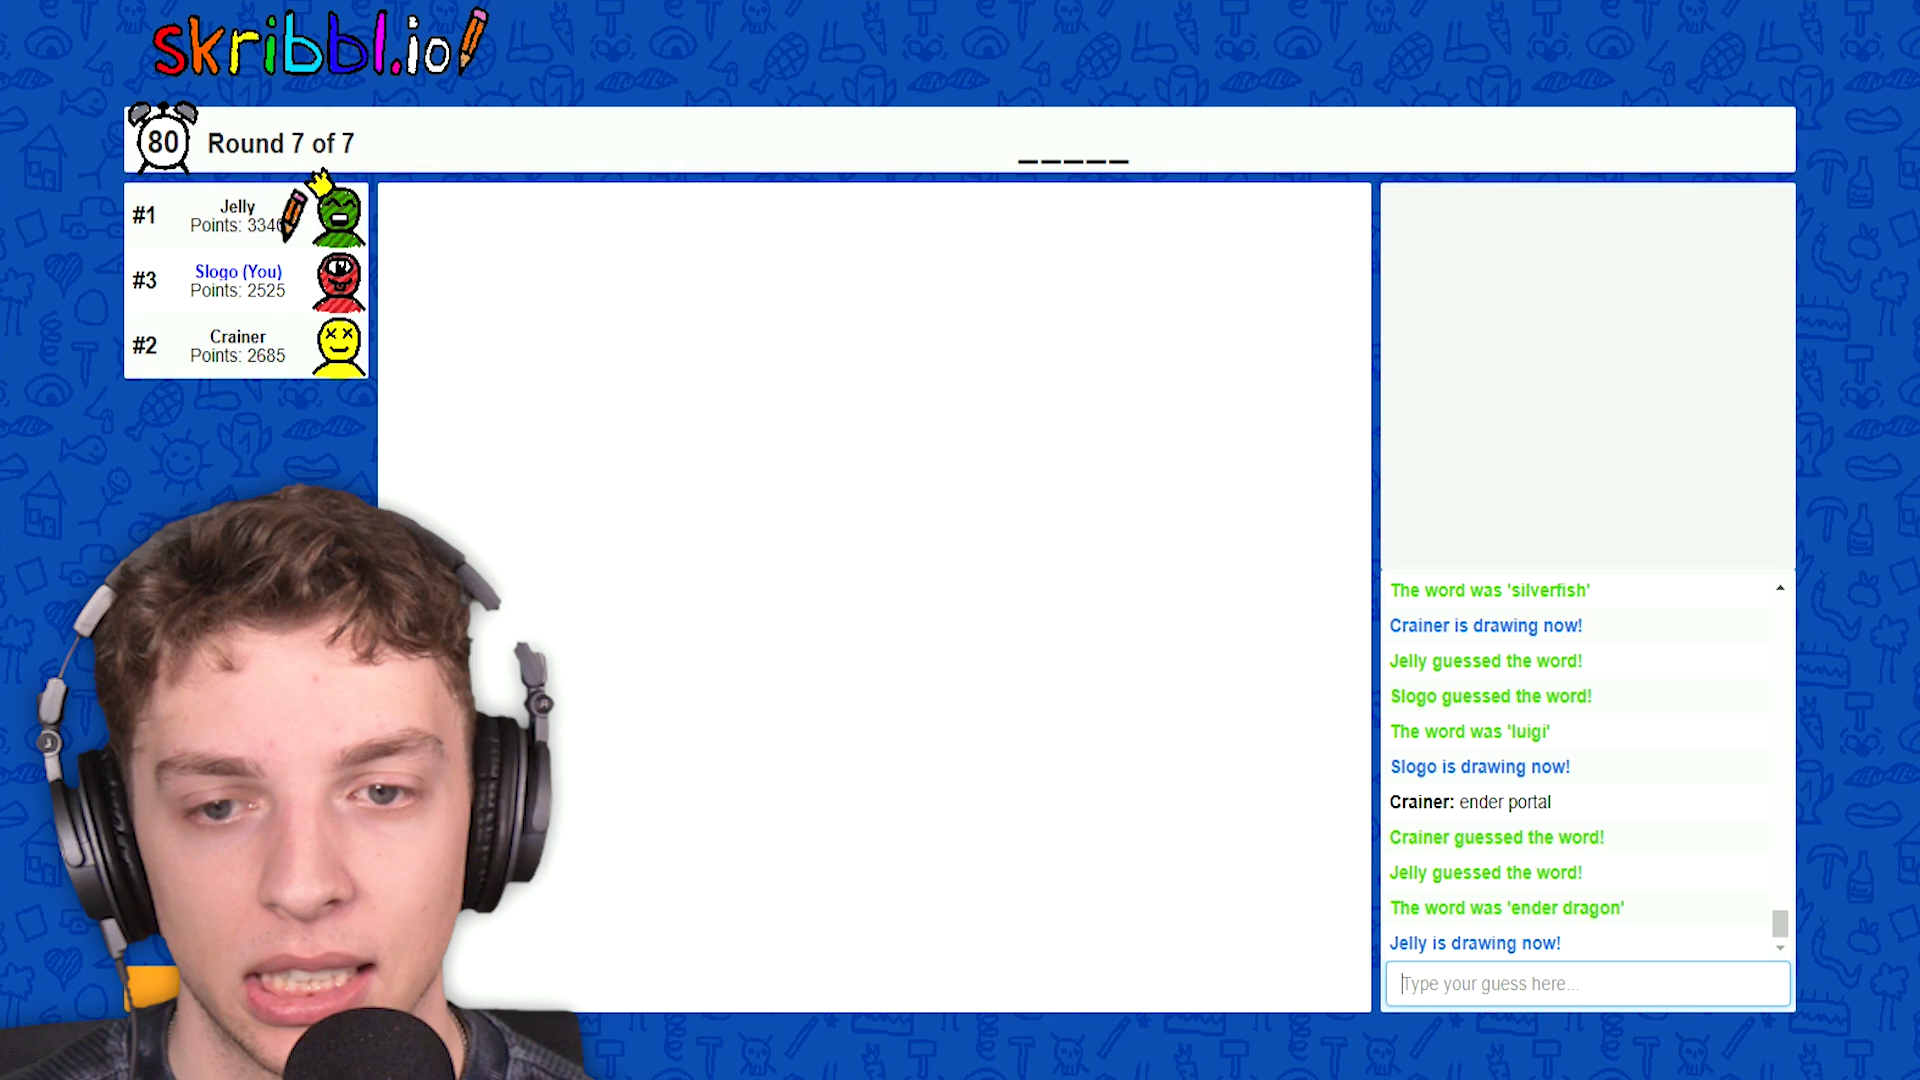 skribbl.io
80
Round 7 of 7
_____
#1
Jelly
Points: 334
#3
Slogo (You)
Points: 2525
#2
Crainer
Points: 2685
The word was 'silverfish'
Crainer is drawing now!
Jelly guessed the word!
Slogo guessed the word!
The word was 'luigi'
Slogo is drawing now!
Crainer: ender portal
Crainer guessed the word!
Jelly guessed the word!
The word was 'ender dragon'
Jelly is drawing now!
Type your guess here...